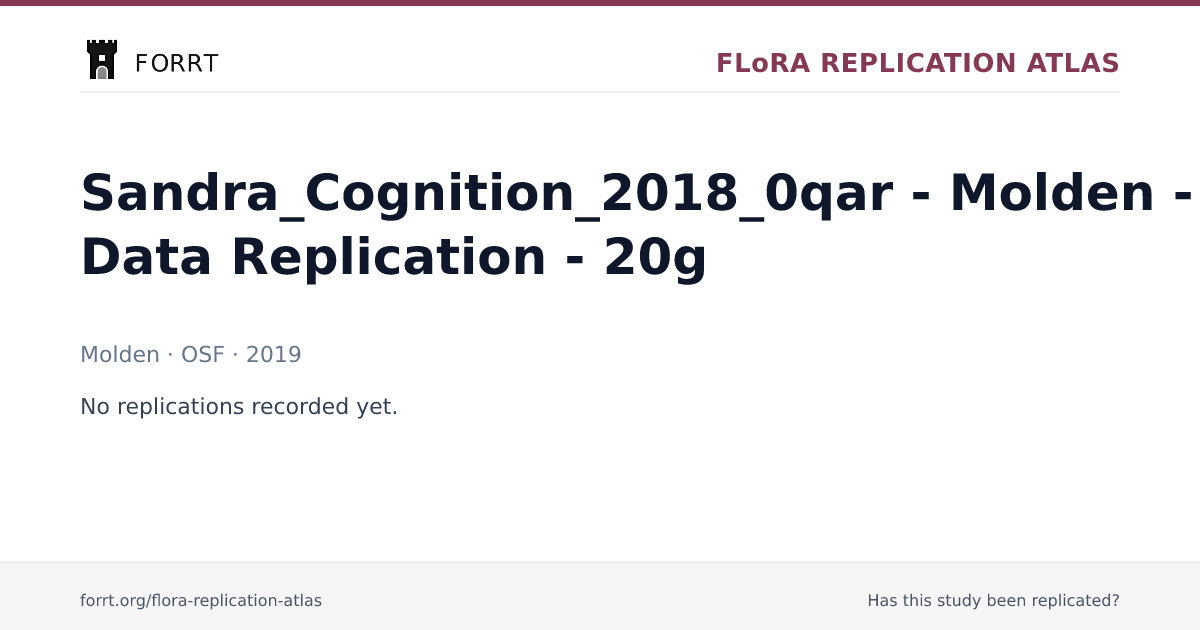 FORRT
FLoRA REPLICATION ATLAS
Sandra_Cognition_2018_0qar - Molden -
Data Replication - 20g
Molden · OSF · 2019
No replications recorded yet.
forrt.org/flora-replication-atlas
Has this study been replicated?